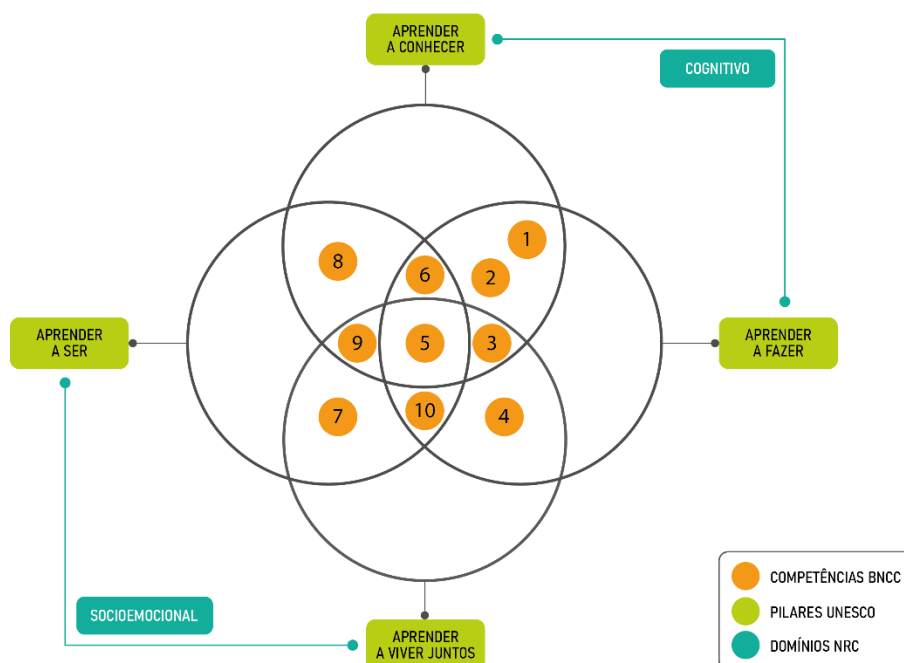 APRENDER
A CONHECER
COGNITIVO
1
8
6
2
APRENDER
A SER
9
5
3
APRENDER
A FAZER
7
10
4
COMPETÊNCIAS BNCC
SOCIOEMOCIONAL
PILARES UNESCO
APRENDER
A VIVER JUNTOS
DOMÍNIOS NRC